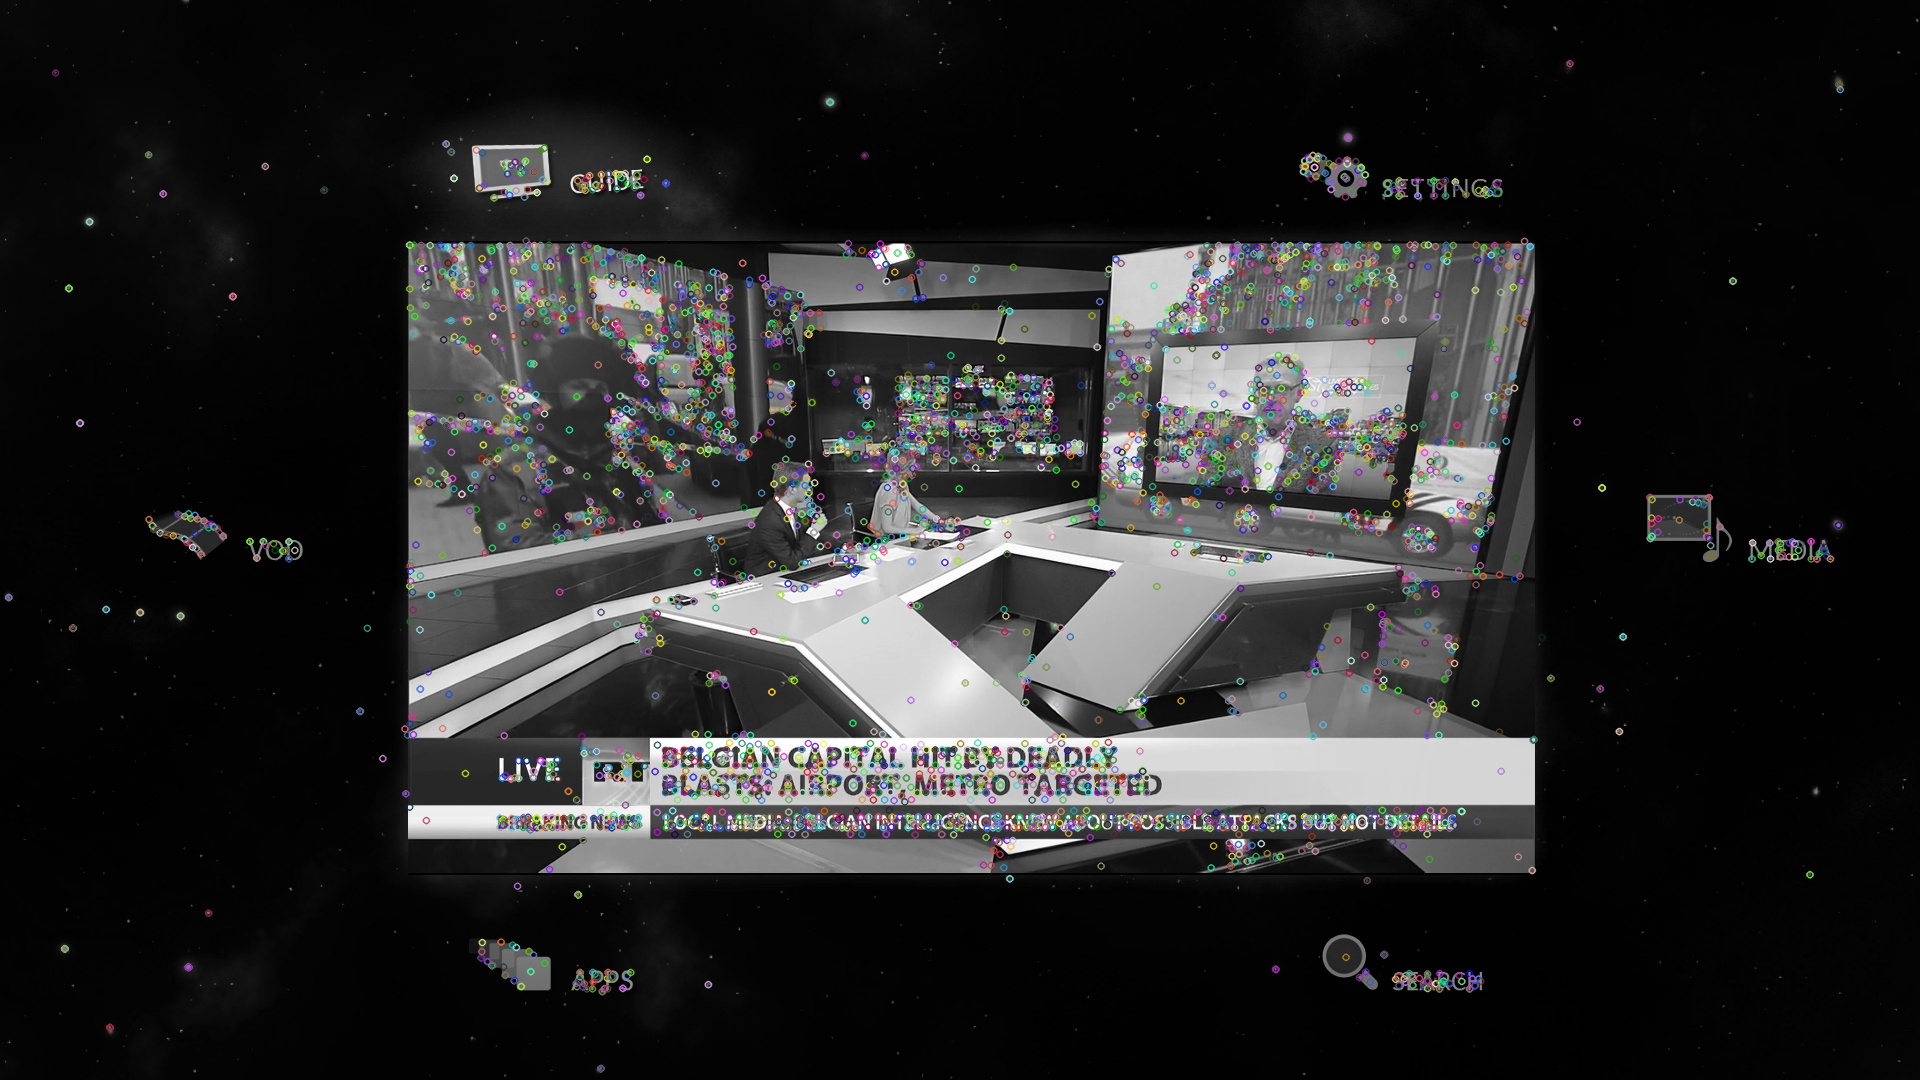 GUIDE
SETTINGS
VOD
MEDIA
LIVE
BELGIAN CAPITAL HIT BY DEADLY
BLASTS: AIRPORT, METRO TARGETED
BREAKING NEWS
LOCAL MEDIA: BELGIAN INTELLIGENCE KNEW ABOUT POSSIBLE ATTACKS BUT NOT DETAILS
APPS
SEARCH